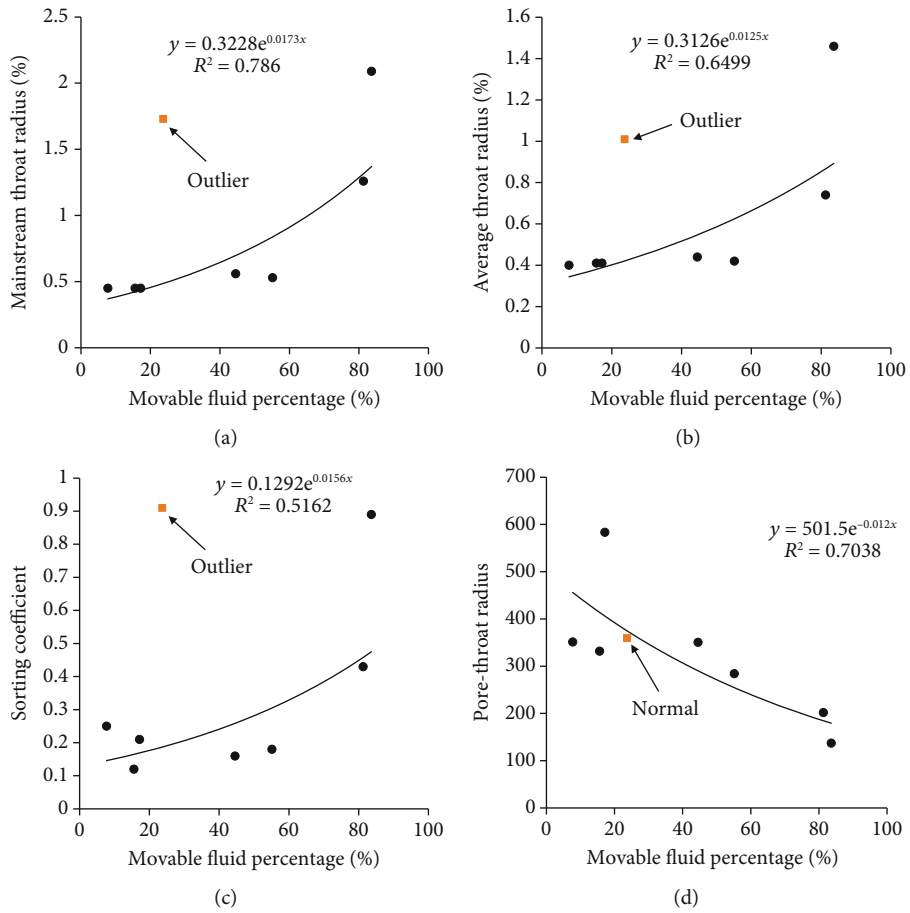 y = 0.3228e^0.0173x
R² = 0.786
Outlier
2.5
2
1.5
1
0.5
0
0 20 40 60 80 100
Mainstream throat radius (%)
Movable fluid percentage (%)
(a)
y = 0.3126e^0.0125x
R² = 0.6499
Outlier
1.6
1.4
1.2
1
0.8
0.6
0.4
0.2
0
0 20 40 60 80 100
Average throat radius (%)
Movable fluid percentage (%)
(b)
y = 0.1292e^0.0156x
R² = 0.5162
Outlier
1
0.9
0.8
0.7
0.6
0.5
0.4
0.3
0.2
0.1
0
0 20 40 60 80 100
Sorting coefficient
Movable fluid percentage (%)
(c)
y = 501.5e^–0.012x
R² = 0.7038
Normal
700
600
500
400
300
200
100
0
0 20 40 60 80 100
Pore-throat radius
Movable fluid percentage (%)
(d)